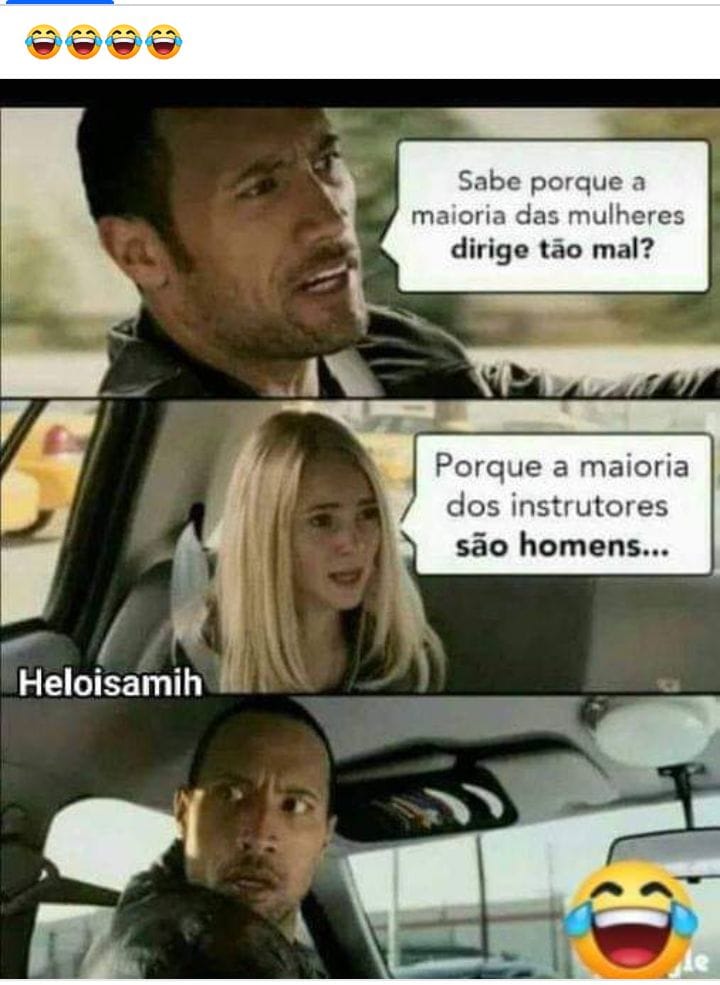 😂😂😂😂
Sabe porque a
maioria das mulheres
dirige tão mal?
Porque a maioria
dos instrutores
são homens...
Heloisamih